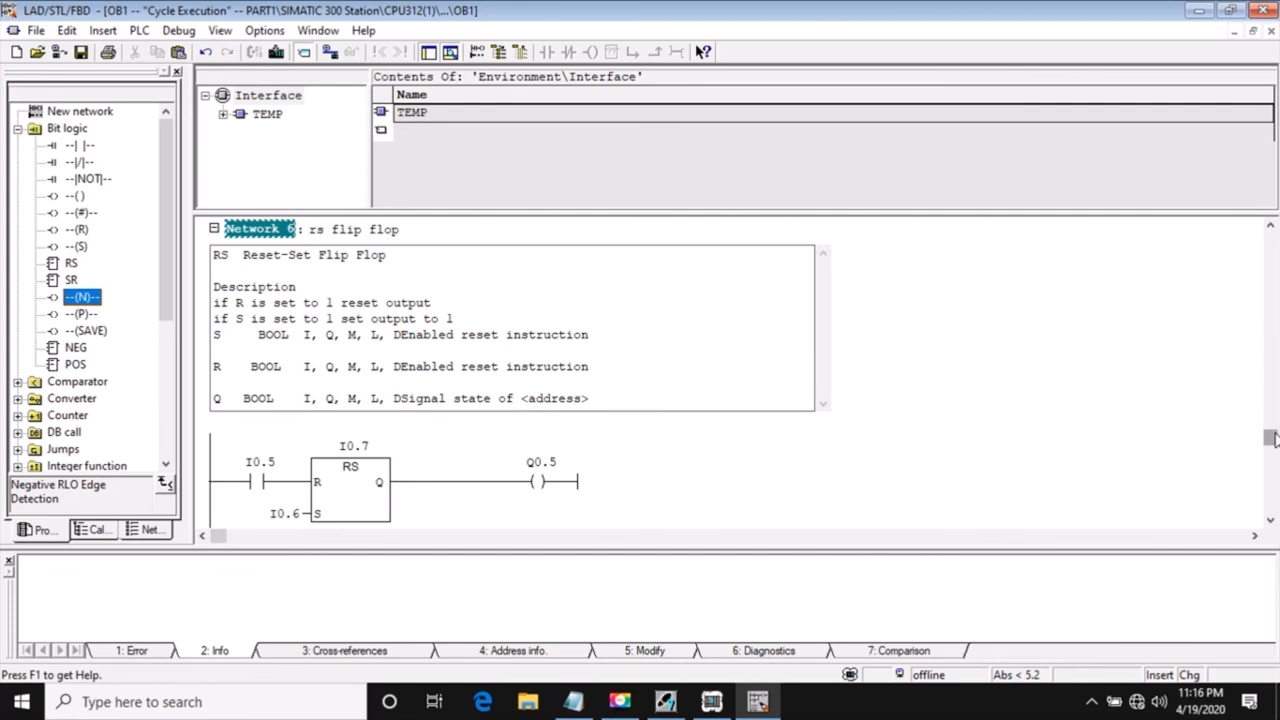 LAD/STL/FBD - [OB1 -- "Cycle Execution" -- PART1\SIMATIC 300 Station\CPU312(1)\...\OB1]
File Edit Insert PLC Debug View Options Window Help
New network
Bit logic
--| |--
--|/|--
--|NOT|--
--( )
--(#)--
--(R)
--(S)
RS
SR
--(N)--
--(P)--
--(SAVE)
NEG
POS
Comparator
Converter
Counter
DB call
Jumps
Integer function
Negative RLO Edge
Detection
Pro... Cal... Net...
Interface
TEMP
Contents Of: 'Environment\Interface'
Name
TEMP
Network 6: rs flip flop
RS Reset-Set Flip Flop
Description
if R is set to 1 reset output
if S is set to 1 set output to 1
S BOOL I, Q, M, L, DEnabled reset instruction
R BOOL I, Q, M, L, DEnabled reset instruction
Q BOOL I, Q, M, L, DSignal state of <address>
I0.7
I0.5 RS Q0.5
R Q ( )
I0.6 S
1: Error 2: Info 3: Cross-references 4: Address info. 5: Modify 6: Diagnostics 7: Comparison
Press F1 to get Help. offline Abs < 5.2 Insert Chg
Type here to search
11:16 PM
4/19/2020